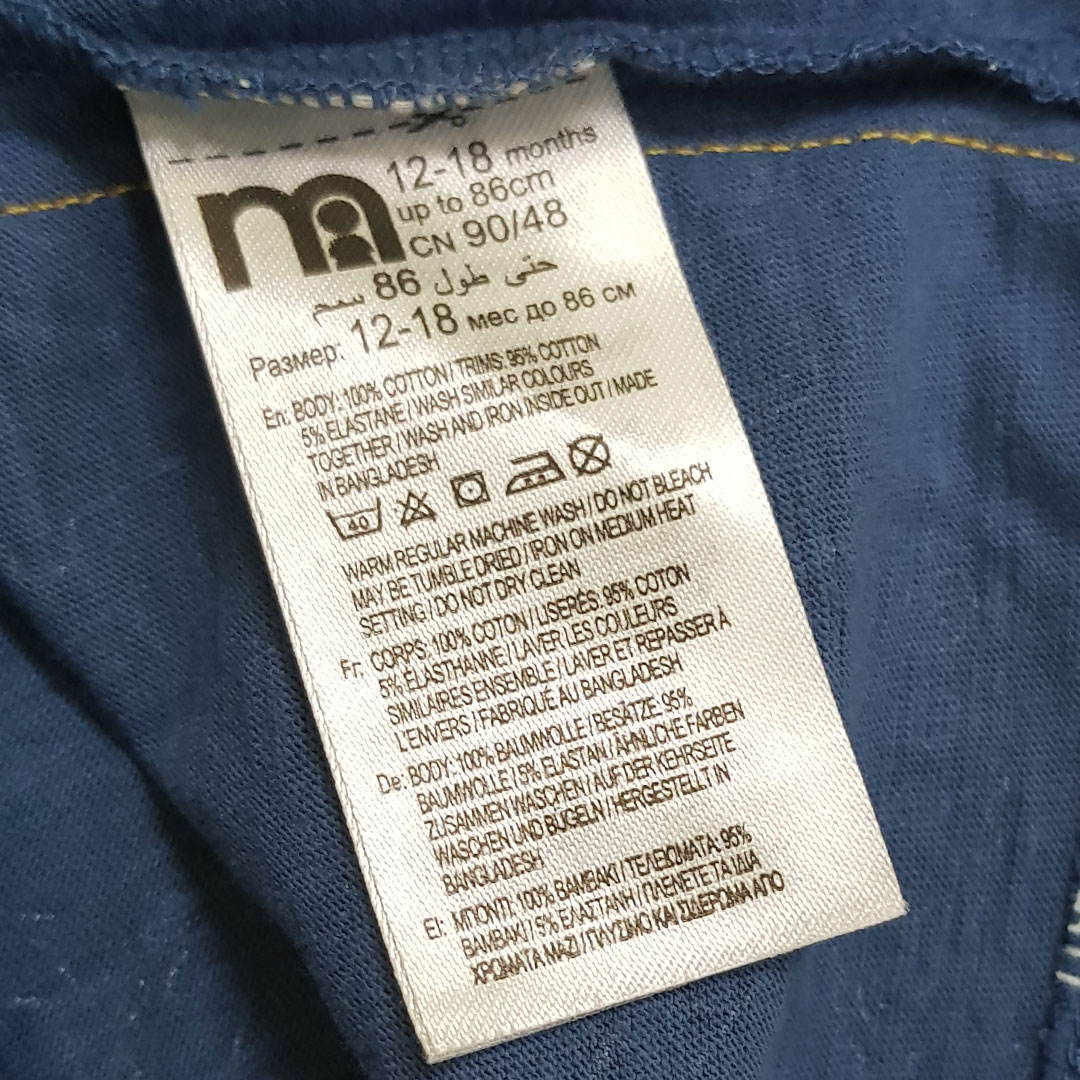 12-18 months
up to 86cm
CN 90/48
حتى طول 86 سم
Размер: 12-18 мес до 86 см
En: BODY: 100% COTTON / TRIMS: 95% COTTON
5% ELASTANE / WASH SIMILAR COLOURS
TOGETHER / WASH AND IRON INSIDE OUT / MADE
IN BANGLADESH
40
WARM REGULAR MACHINE WASH / DO NOT BLEACH
MAY BE TUMBLE DRIED / IRON ON MEDIUM HEAT
SETTING / DO NOT DRY CLEAN
Fr: CORPS: 100% COTON / LISERÉS: 95% COTON
5% ÉLASTHANNE / LAVER LES COULEURS
SIMILAIRES ENSEMBLE / LAVER ET REPASSER À
L'ENVERS / FABRIQUÉ AU BANGLADESH
De: BODY: 100% BAUMWOLLE / BESÄTZE: 95%
BAUMWOLLE / 5% ELASTAN / ÄHNLICHE FARBEN
ZUSAMMEN WASCHEN / AUF DER KEHRSEITE
WASCHEN UND BÜGELN / HERGESTELLT IN
BANGLADESH
El: ΜΠΟΝΤΙ: 100% ΒΑΜΒΑΚΙ / ΤΕΛΕΙΩΜΑΤΑ: 95%
ΒΑΜΒΑΚΙ / 5% ΕΛΑΣΤΑΝΗ / ΠΛΕΝΕΤΕ ΤΑ ΙΔΙΑ
ΧΡΩΜΑΤΑ ΜΑΖΙ / ΠΛΥΣΙΜΟ ΚΑΙ ΣΙΔΕΡΩΜΑ ΑΠΟ